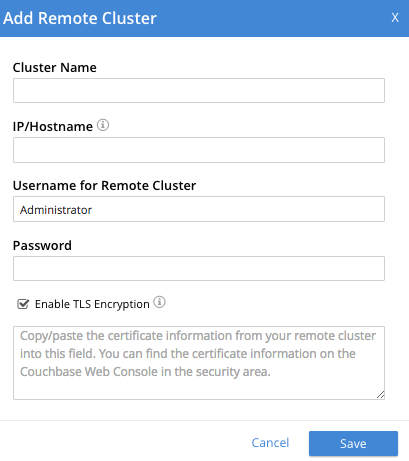 Add Remote Cluster
X
Cluster Name
IP/Hostname
Username for Remote Cluster
Administrator
Password
Enable TLS Encryption
Copy/paste the certificate information from your remote cluster
into this field. You can find the certificate information on the
Couchbase Web Console in the security area.
Cancel
Save